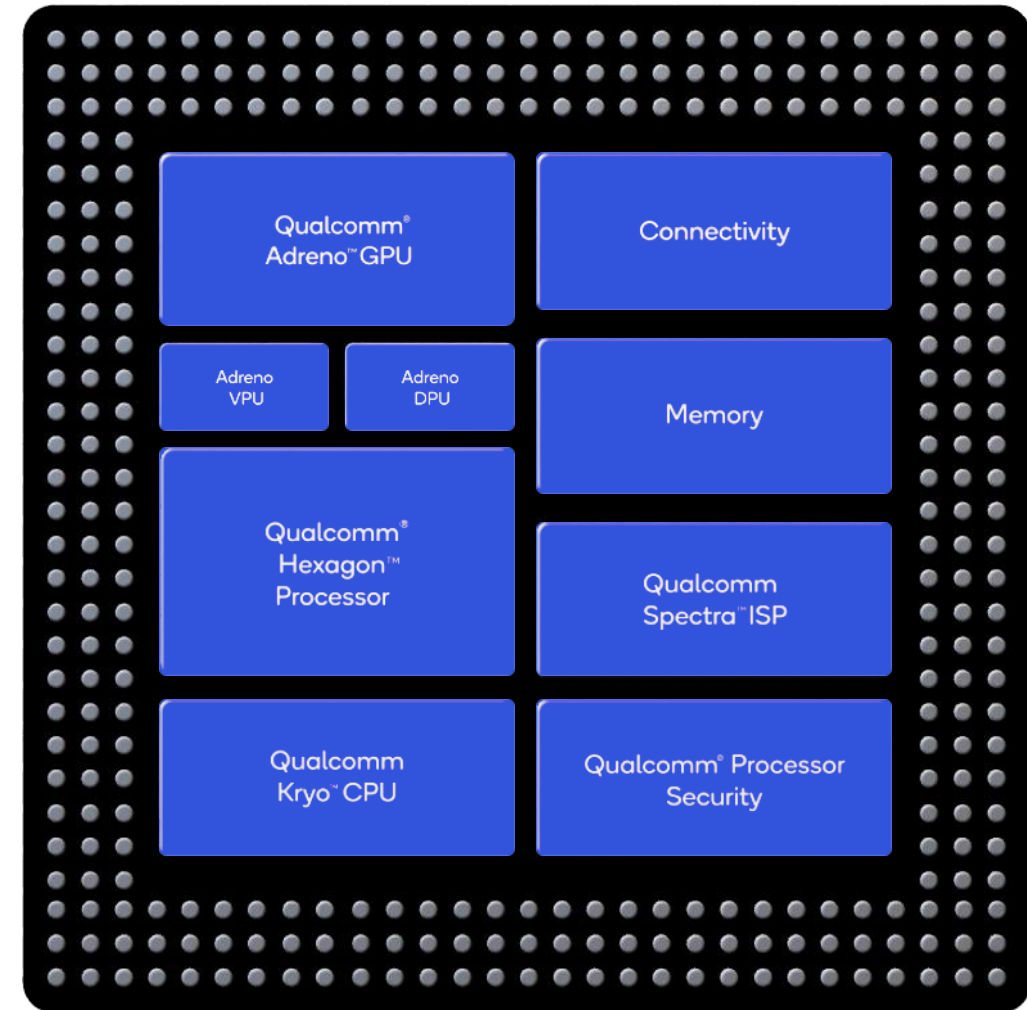 Qualcomm®
Adreno™ GPU
Connectivity
Adreno
VPU
Adreno
DPU
Memory
Qualcomm®
Hexagon™
Processor
Qualcomm
Spectra™ ISP
Qualcomm
Kryo™ CPU
Qualcomm® Processor
Security